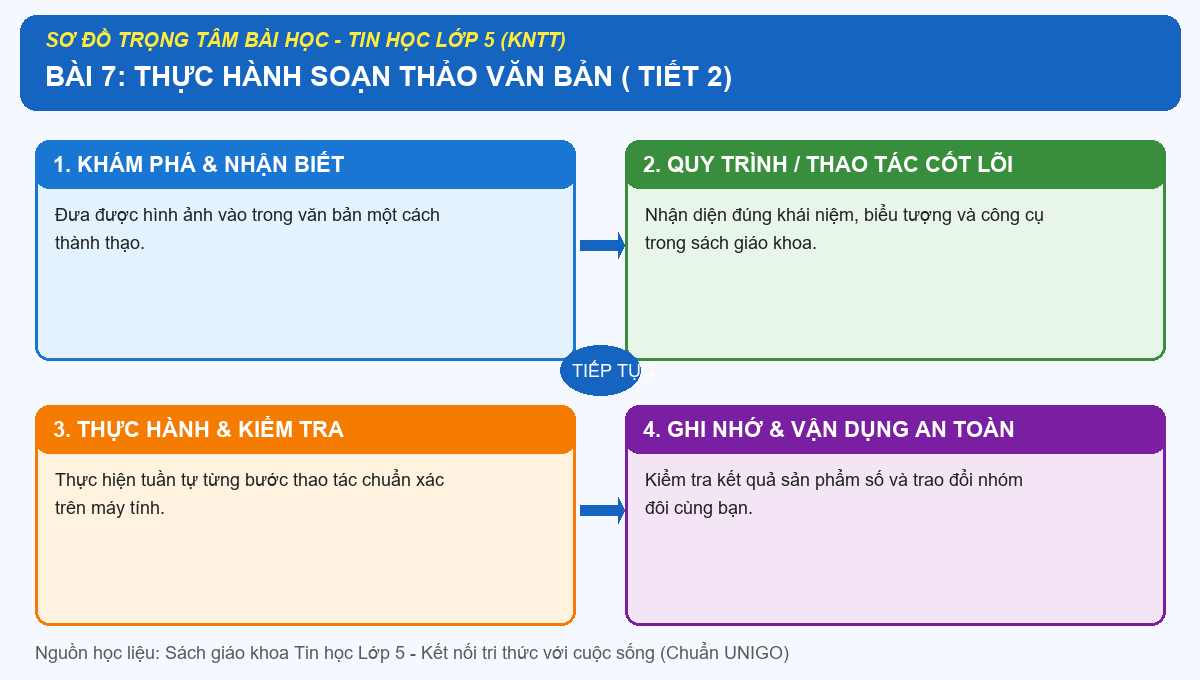 SƠ ĐỒ TRỌNG TÂM BÀI HỌC - TIN HỌC LỚP 5 (KNTT)
BÀI 7: THỰC HÀNH SOẠN THẢO VĂN BẢN ( TIẾT 2)
1. KHÁM PHÁ & NHẬN BIẾT
Đưa được hình ảnh vào trong văn bản một cách
thành thạo.
2. QUY TRÌNH / THAO TÁC CỐT LÕI
Nhận diện đúng khái niệm, biểu tượng và công cụ
trong sách giáo khoa.
TIẾP TỤC
3. THỰC HÀNH & KIỂM TRA
Thực hiện tuần tự từng bước thao tác chuẩn xác
trên máy tính.
4. GHI NHỚ & VẬN DỤNG AN TOÀN
Kiểm tra kết quả sản phẩm số và trao đổi nhóm
đôi cùng bạn.
Nguồn học liệu: Sách giáo khoa Tin học Lớp 5 - Kết nối tri thức với cuộc sống (Chuẩn UNIGO)